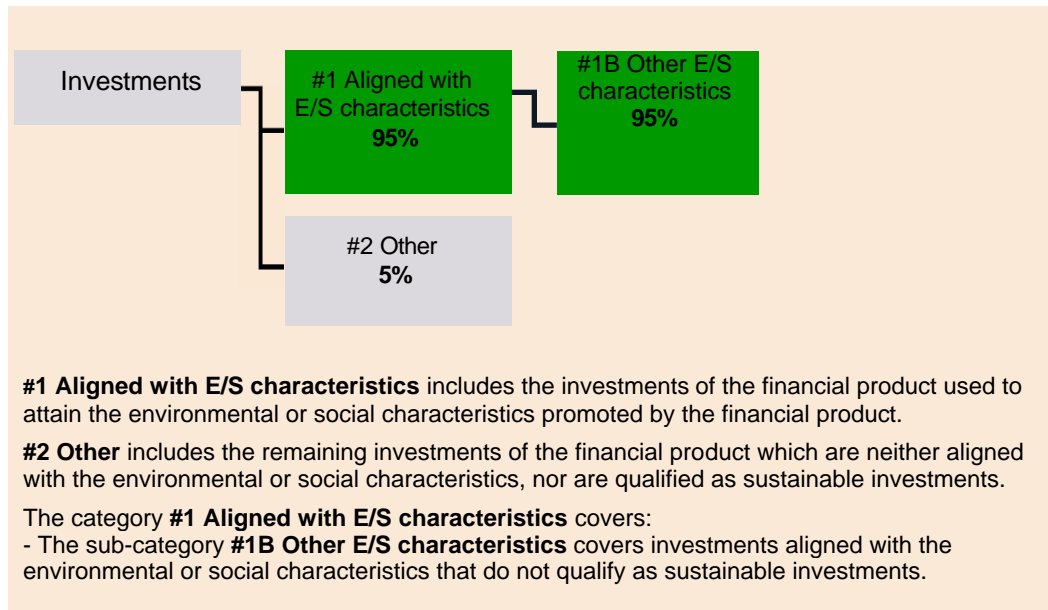 Investments
#1 Aligned with
E/S characteristics
95%
#1B Other E/S
characteristics
95%
#2 Other
5%
#1 Aligned with E/S characteristics includes the investments of the financial product used to
attain the environmental or social characteristics promoted by the financial product.
#2 Other includes the remaining investments of the financial product which are neither aligned
with the environmental or social characteristics, nor are qualified as sustainable investments.
The category #1 Aligned with E/S characteristics covers:
- The sub-category #1B Other E/S characteristics covers investments aligned with the
environmental or social characteristics that do not qualify as sustainable investments.